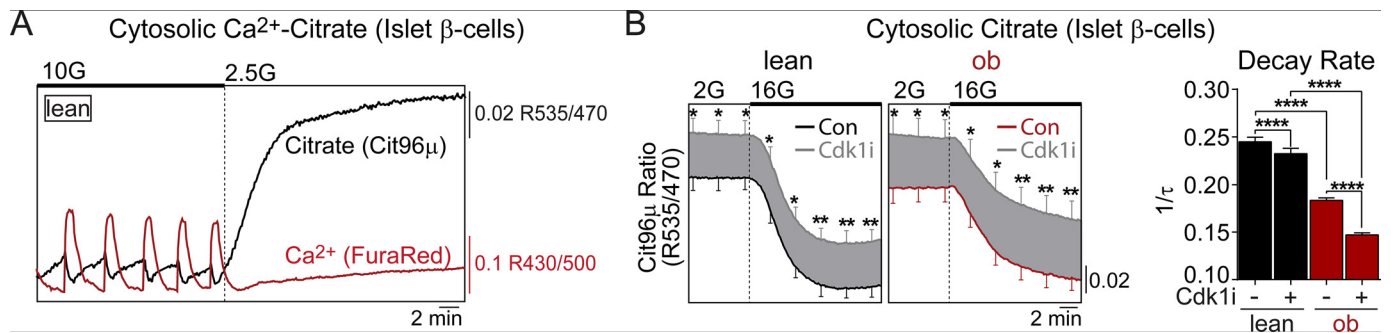 A
Cytosolic Ca²⁺-Citrate (Islet β-cells)
10G
2.5G
lean
0.02 R535/470
Citrate (Cit96μ)
Ca²⁺ (FuraRed)
0.1 R430/500
2 min
B
Cytosolic Citrate (Islet β-cells)
lean
ob
Decay Rate
2G
16G
2G
16G
* * * * * ** ** **
Con
Cdk1i
* * * * * ** ** **
Con
Cdk1i
Cit96μ Ratio
(R535/470)
0.02
2 min
1/τ
0.30
0.25
0.20
0.15
0.10
****
****
****
****
Cdk1i - + - +
lean
ob